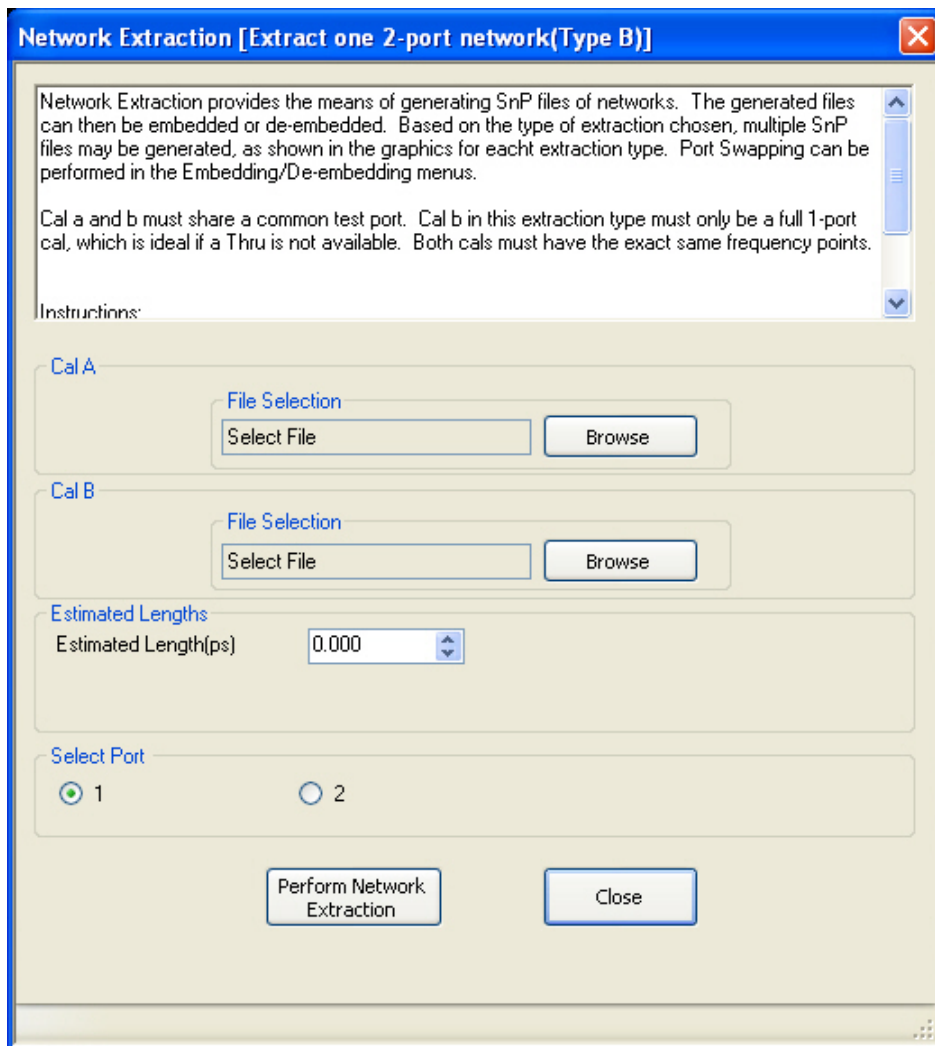 Network Extraction [Extract one 2-port network(Type B)]
Network Extraction provides the means of generating SnP files of networks.  The generated files
can then be embedded or de-embedded.  Based on the type of extraction chosen, multiple SnP
files may be generated, as shown in the graphics for eacht extraction type.  Port Swapping can be
performed in the Embedding/De-embedding menus.
Cal a and b must share a common test port.  Cal b in this extraction type must only be a full 1-port
cal, which is ideal if a Thru is not available.  Both cals must have the exact same frequency points.
Instructions:
Cal A
File Selection
Select File
Browse
Cal B
File Selection
Select File
Browse
Estimated Lengths
Estimated Length(ps)
0.000
Select Port
1
2
Perform Network
Extraction
Close